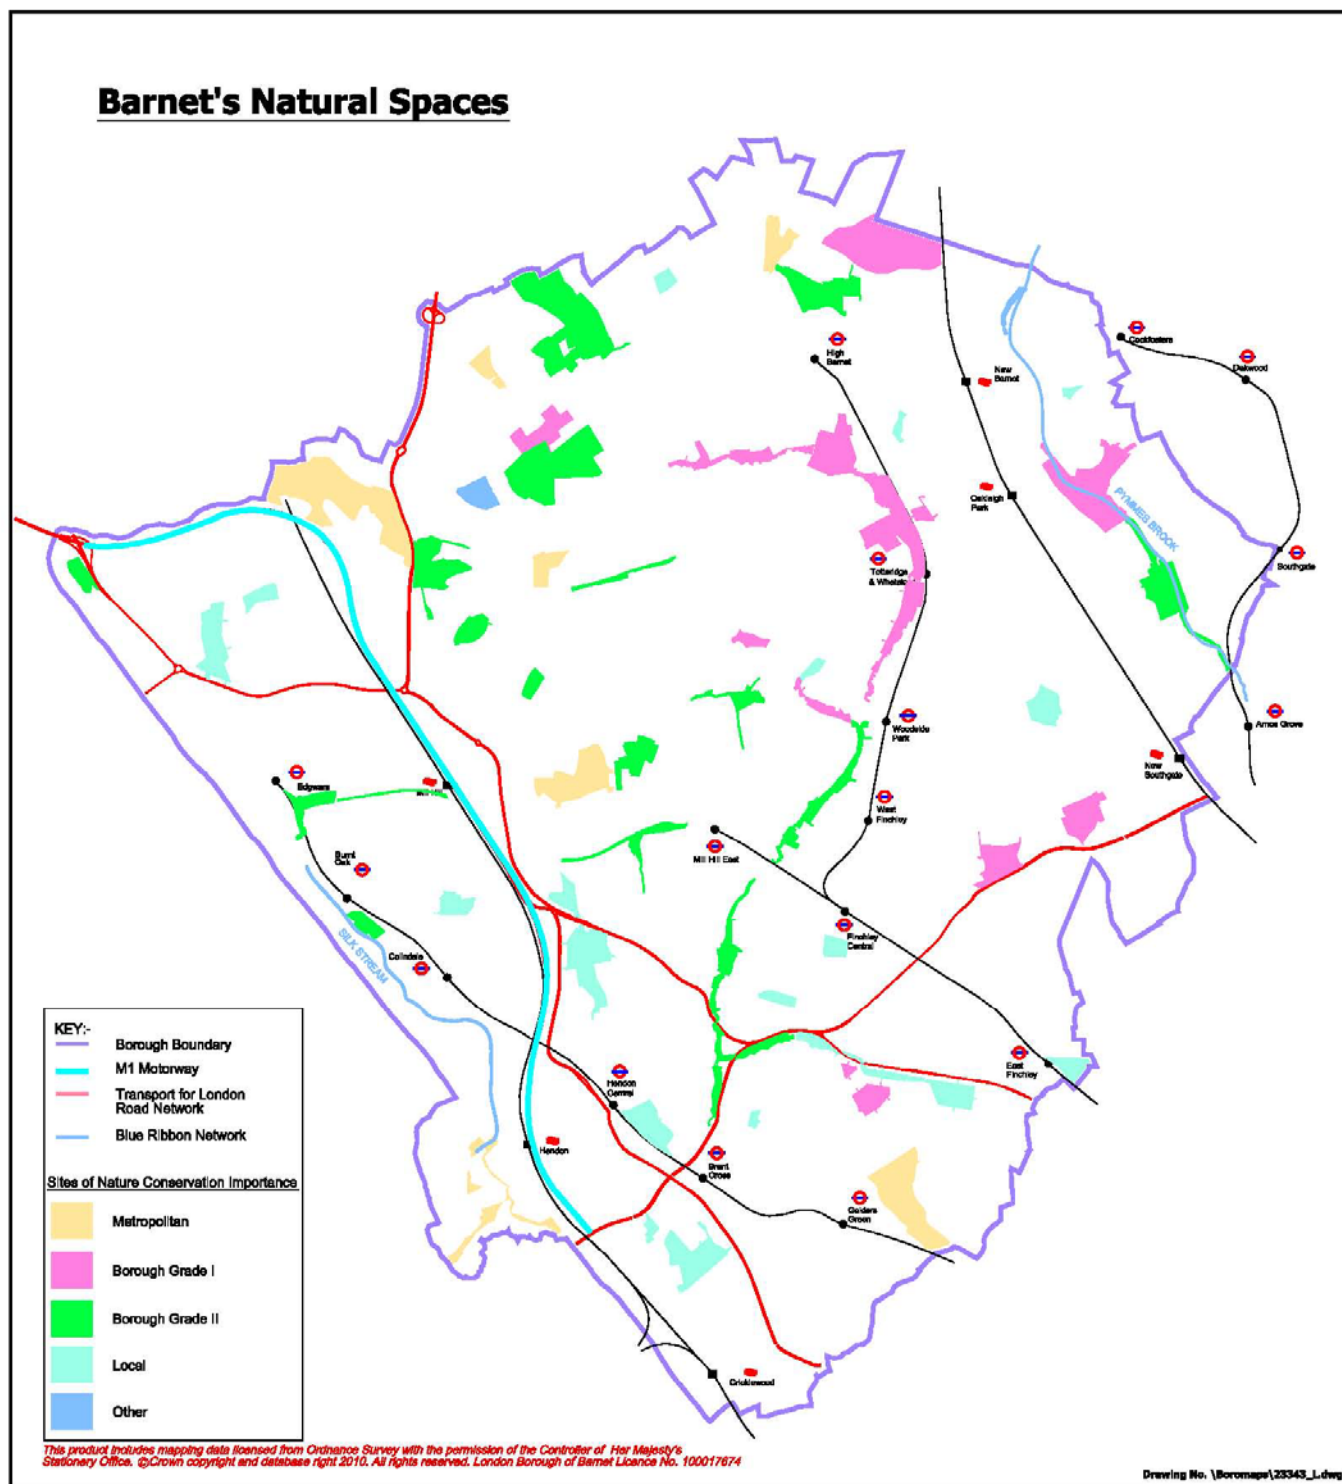 Barnet's Natural Spaces
High
Barnet
Cockfosters
Oakwood
New
Barnet
Oakleigh
Park
PYMMES BROOK
Southgate
Totteridge
Woodside
Park
Arnos Grove
New
Southgate
Edgware
West
Finchley
Mill Hill East
Burnt
Oak
Finchley
Central
Colindale
SILK STREAM
East
Finchley
Hendon
Central
Hendon
Brent
Cross
Golders
Green
Cricklewood
KEY:-
Borough Boundary
M1 Motorway
Transport for London
Road Network
Blue Ribbon Network
Sites of Nature Conservation Importance
Metropolitan
Borough Grade I
Borough Grade II
Local
Other
This product includes mapping data licensed from Ordnance Survey with the permission of the Controller of Her Majesty's
Stationery Office. ©Crown copyright and database right 2010. All rights reserved. London Borough of Barnet Licence No. 100017674
Drawing No. \Boromaps\23343_L.dwg